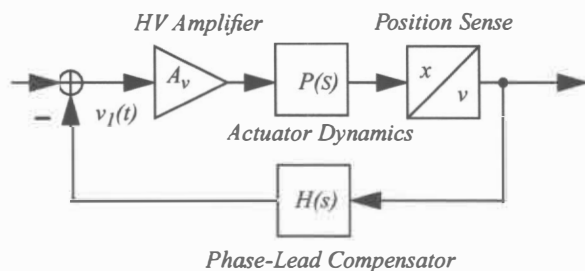 HV Amplifier
Position Sense
A_v
P(S)
x
v
−
v_1(t)
Actuator Dynamics
H(s)
Phase-Lead Compensator